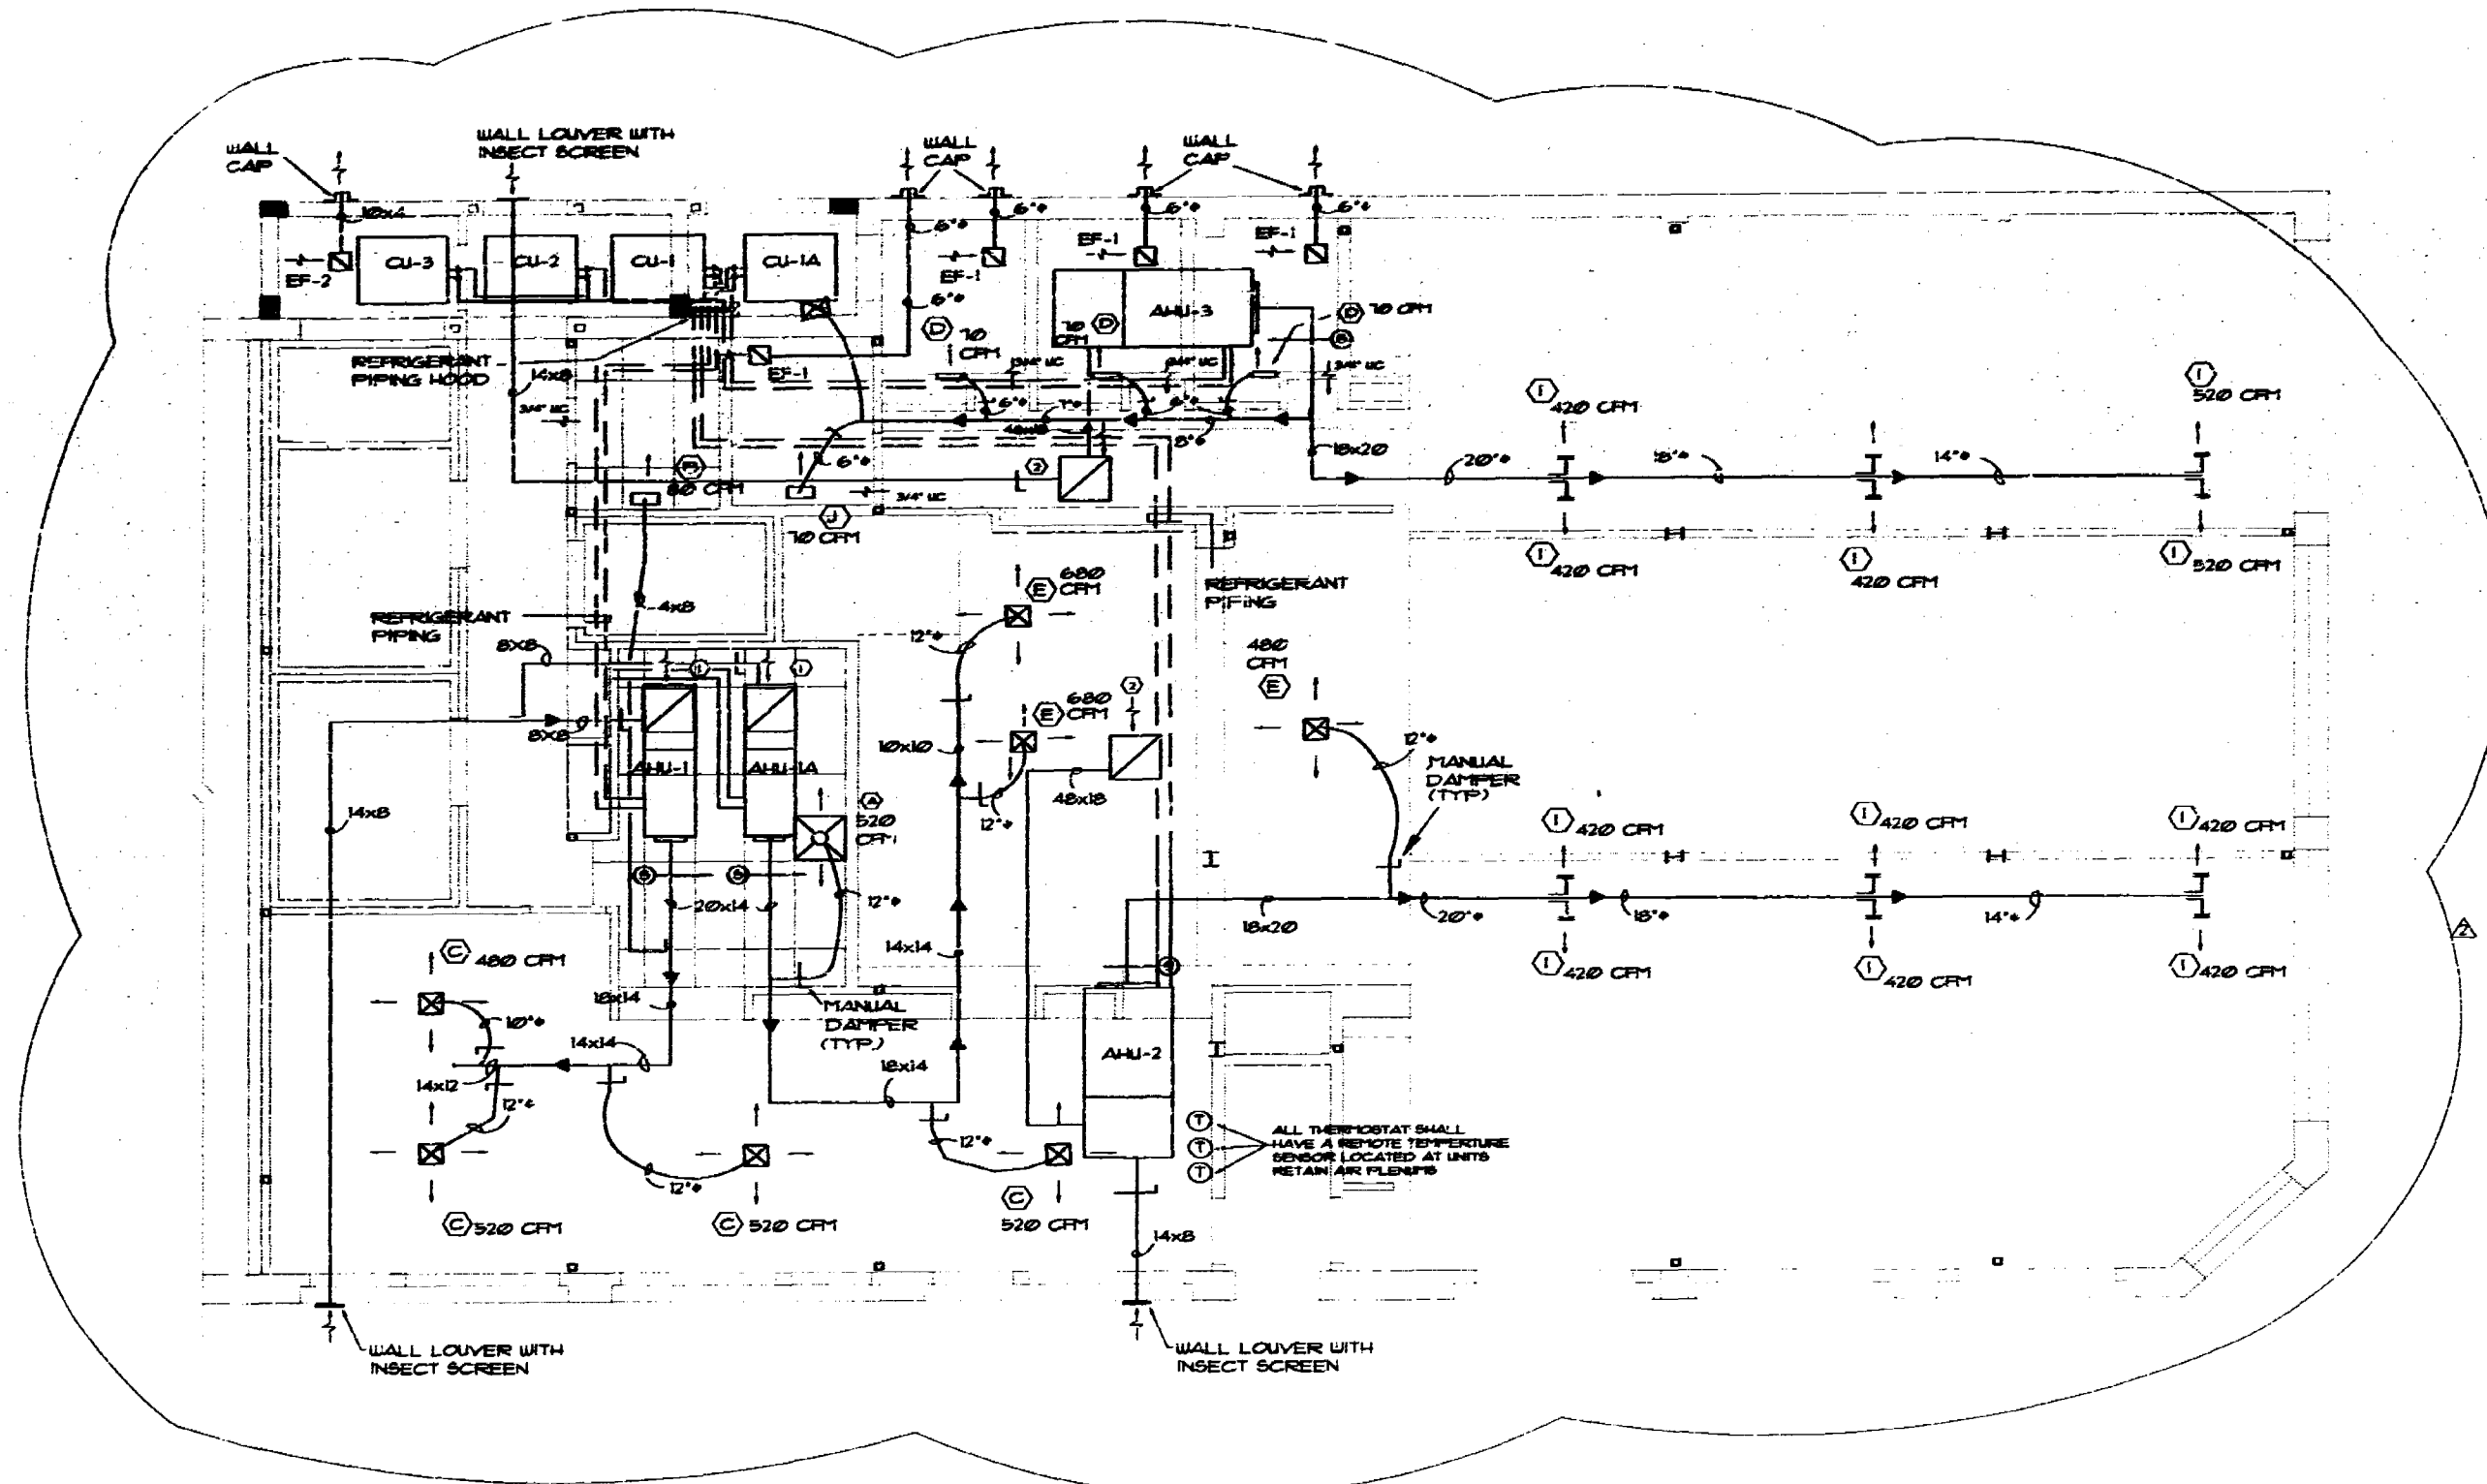 WALL
CAP
WALL LOUVER WITH
INSECT SCREEN
WALL
CAP
WALL
CAP
10x4
6"ϕ
6"ϕ
6"ϕ
6"ϕ
EF-2
CU-3
CU-2
CU-1
CU-1A
EF-1
EF-1
EF-1
6"ϕ
AHU-3
D
70
CFM
70
CFM
D
D
70 CFM
REFRIGERANT
PIPING HOOD
14x8
EF-1
3/4" UC
3/4" UC
3/4" UC
3/4" UC
6"ϕ
7"ϕ
6"ϕ
8"ϕ
48x18
18x20
6"ϕ
80 CFM
2
3/4" UC
J
70 CFM
I
420 CFM
I
520 CFM
20"ϕ
18"ϕ
14"ϕ
I
420 CFM
I
420 CFM
I
520 CFM
REFRIGERANT
PIPING
REFRIGERANT
PIPING
4x8
8X8
8X8
1
1
E
680
CFM
12"ϕ
E
680
CFM
2
480
CFM
E
10x10
12"ϕ
48x18
12"ϕ
MANUAL
DAMPER
(TYP.)
AHU-1
AHU-1A
A
520
CFM
14x8
S
S
20x14
12"ϕ
I
420 CFM
I
420 CFM
I
420 CFM
18x20
20"ϕ
18"ϕ
14"ϕ
I
420 CFM
I
420 CFM
I
420 CFM
2
14x14
C
480 CFM
10"ϕ
18x14
MANUAL
DAMPER
(TYP.)
14x14
14x12
12"ϕ
18x14
12"ϕ
12"ϕ
AHU-2
T
T
T
ALL THERMOSTAT SHALL
HAVE A REMOTE TEMPERTURE
SENSOR LOCATED AT UNITS
RETAIN AIR PLENUMS
C
520 CFM
C
520 CFM
C
520 CFM
14x8
WALL LOUVER WITH
INSECT SCREEN
WALL LOUVER WITH
INSECT SCREEN